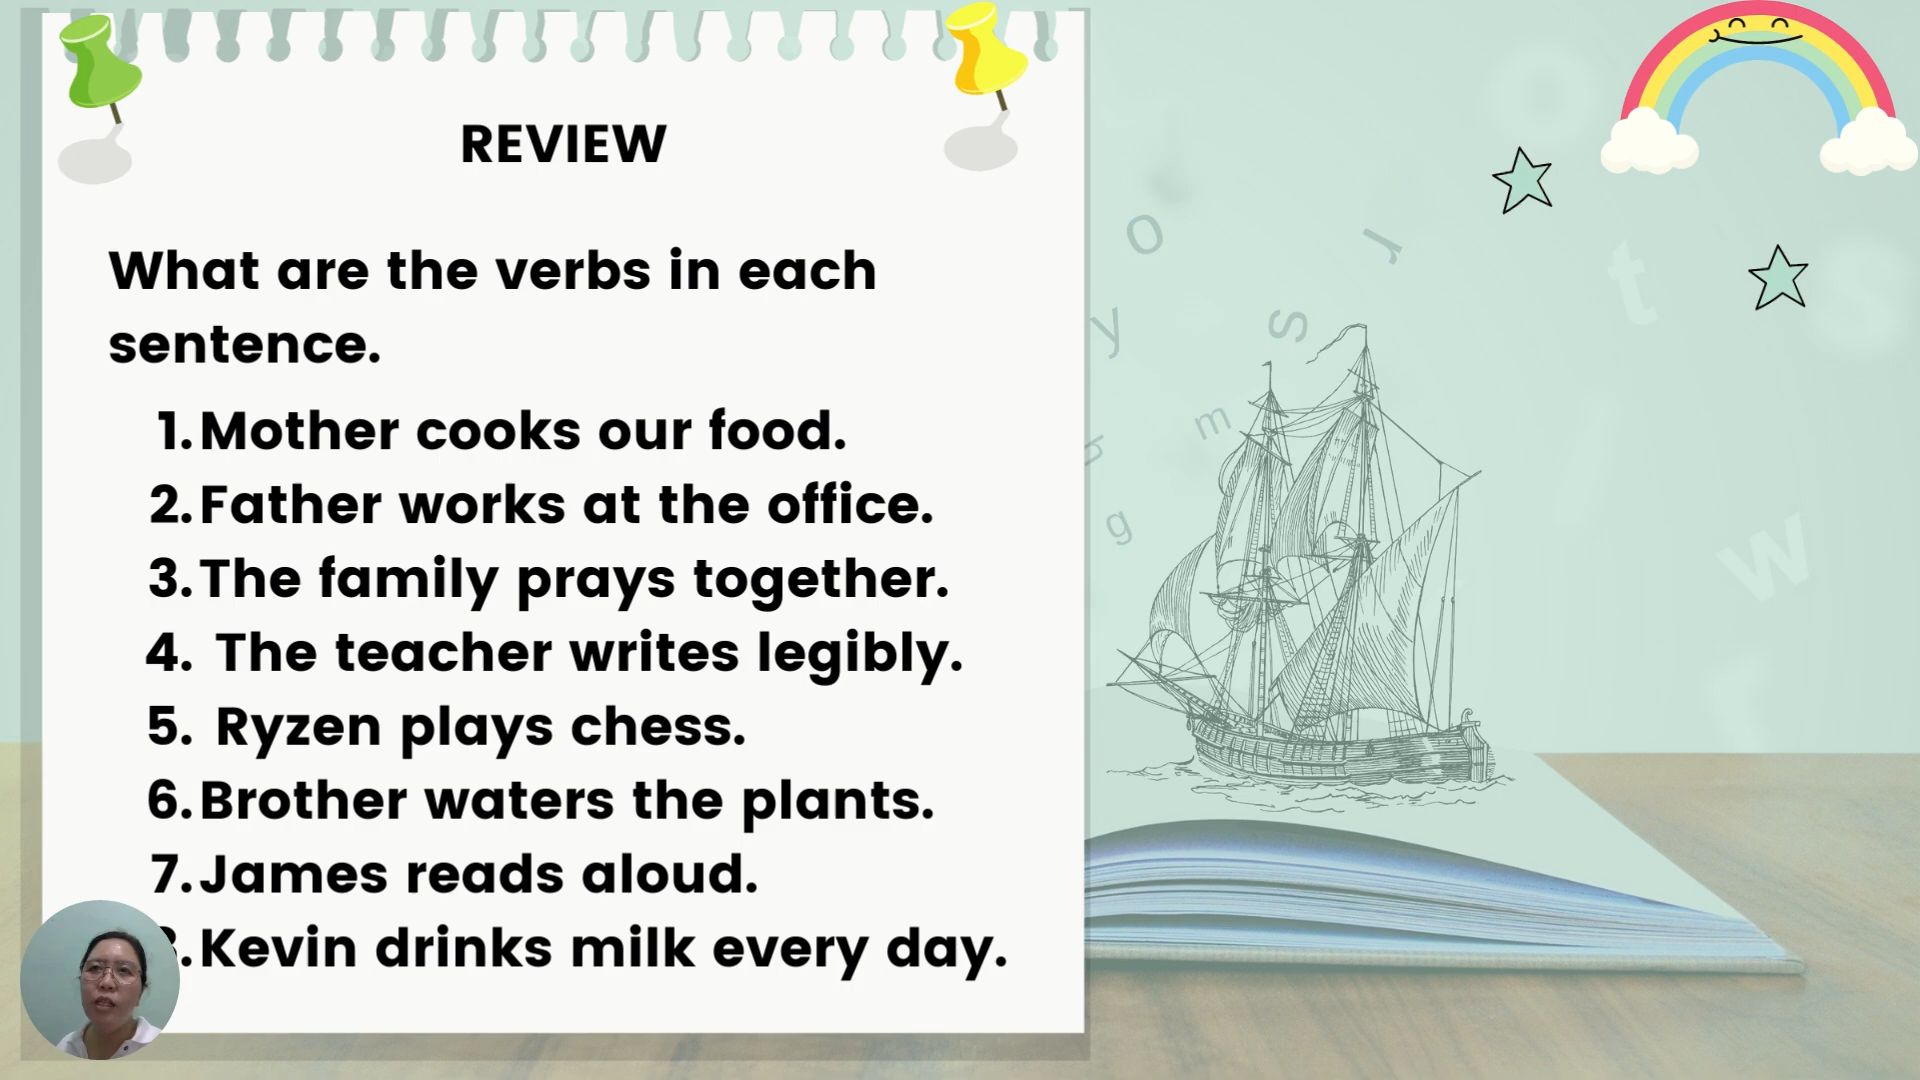 REVIEW
What are the verbs in each
sentence.
1. Mother cooks our food.
2. Father works at the office.
3. The family prays together.
4. The teacher writes legibly.
5. Ryzen plays chess.
6. Brother waters the plants.
7. James reads aloud.
8. Kevin drinks milk every day.
o
r
t
s
y
s
m
g
w